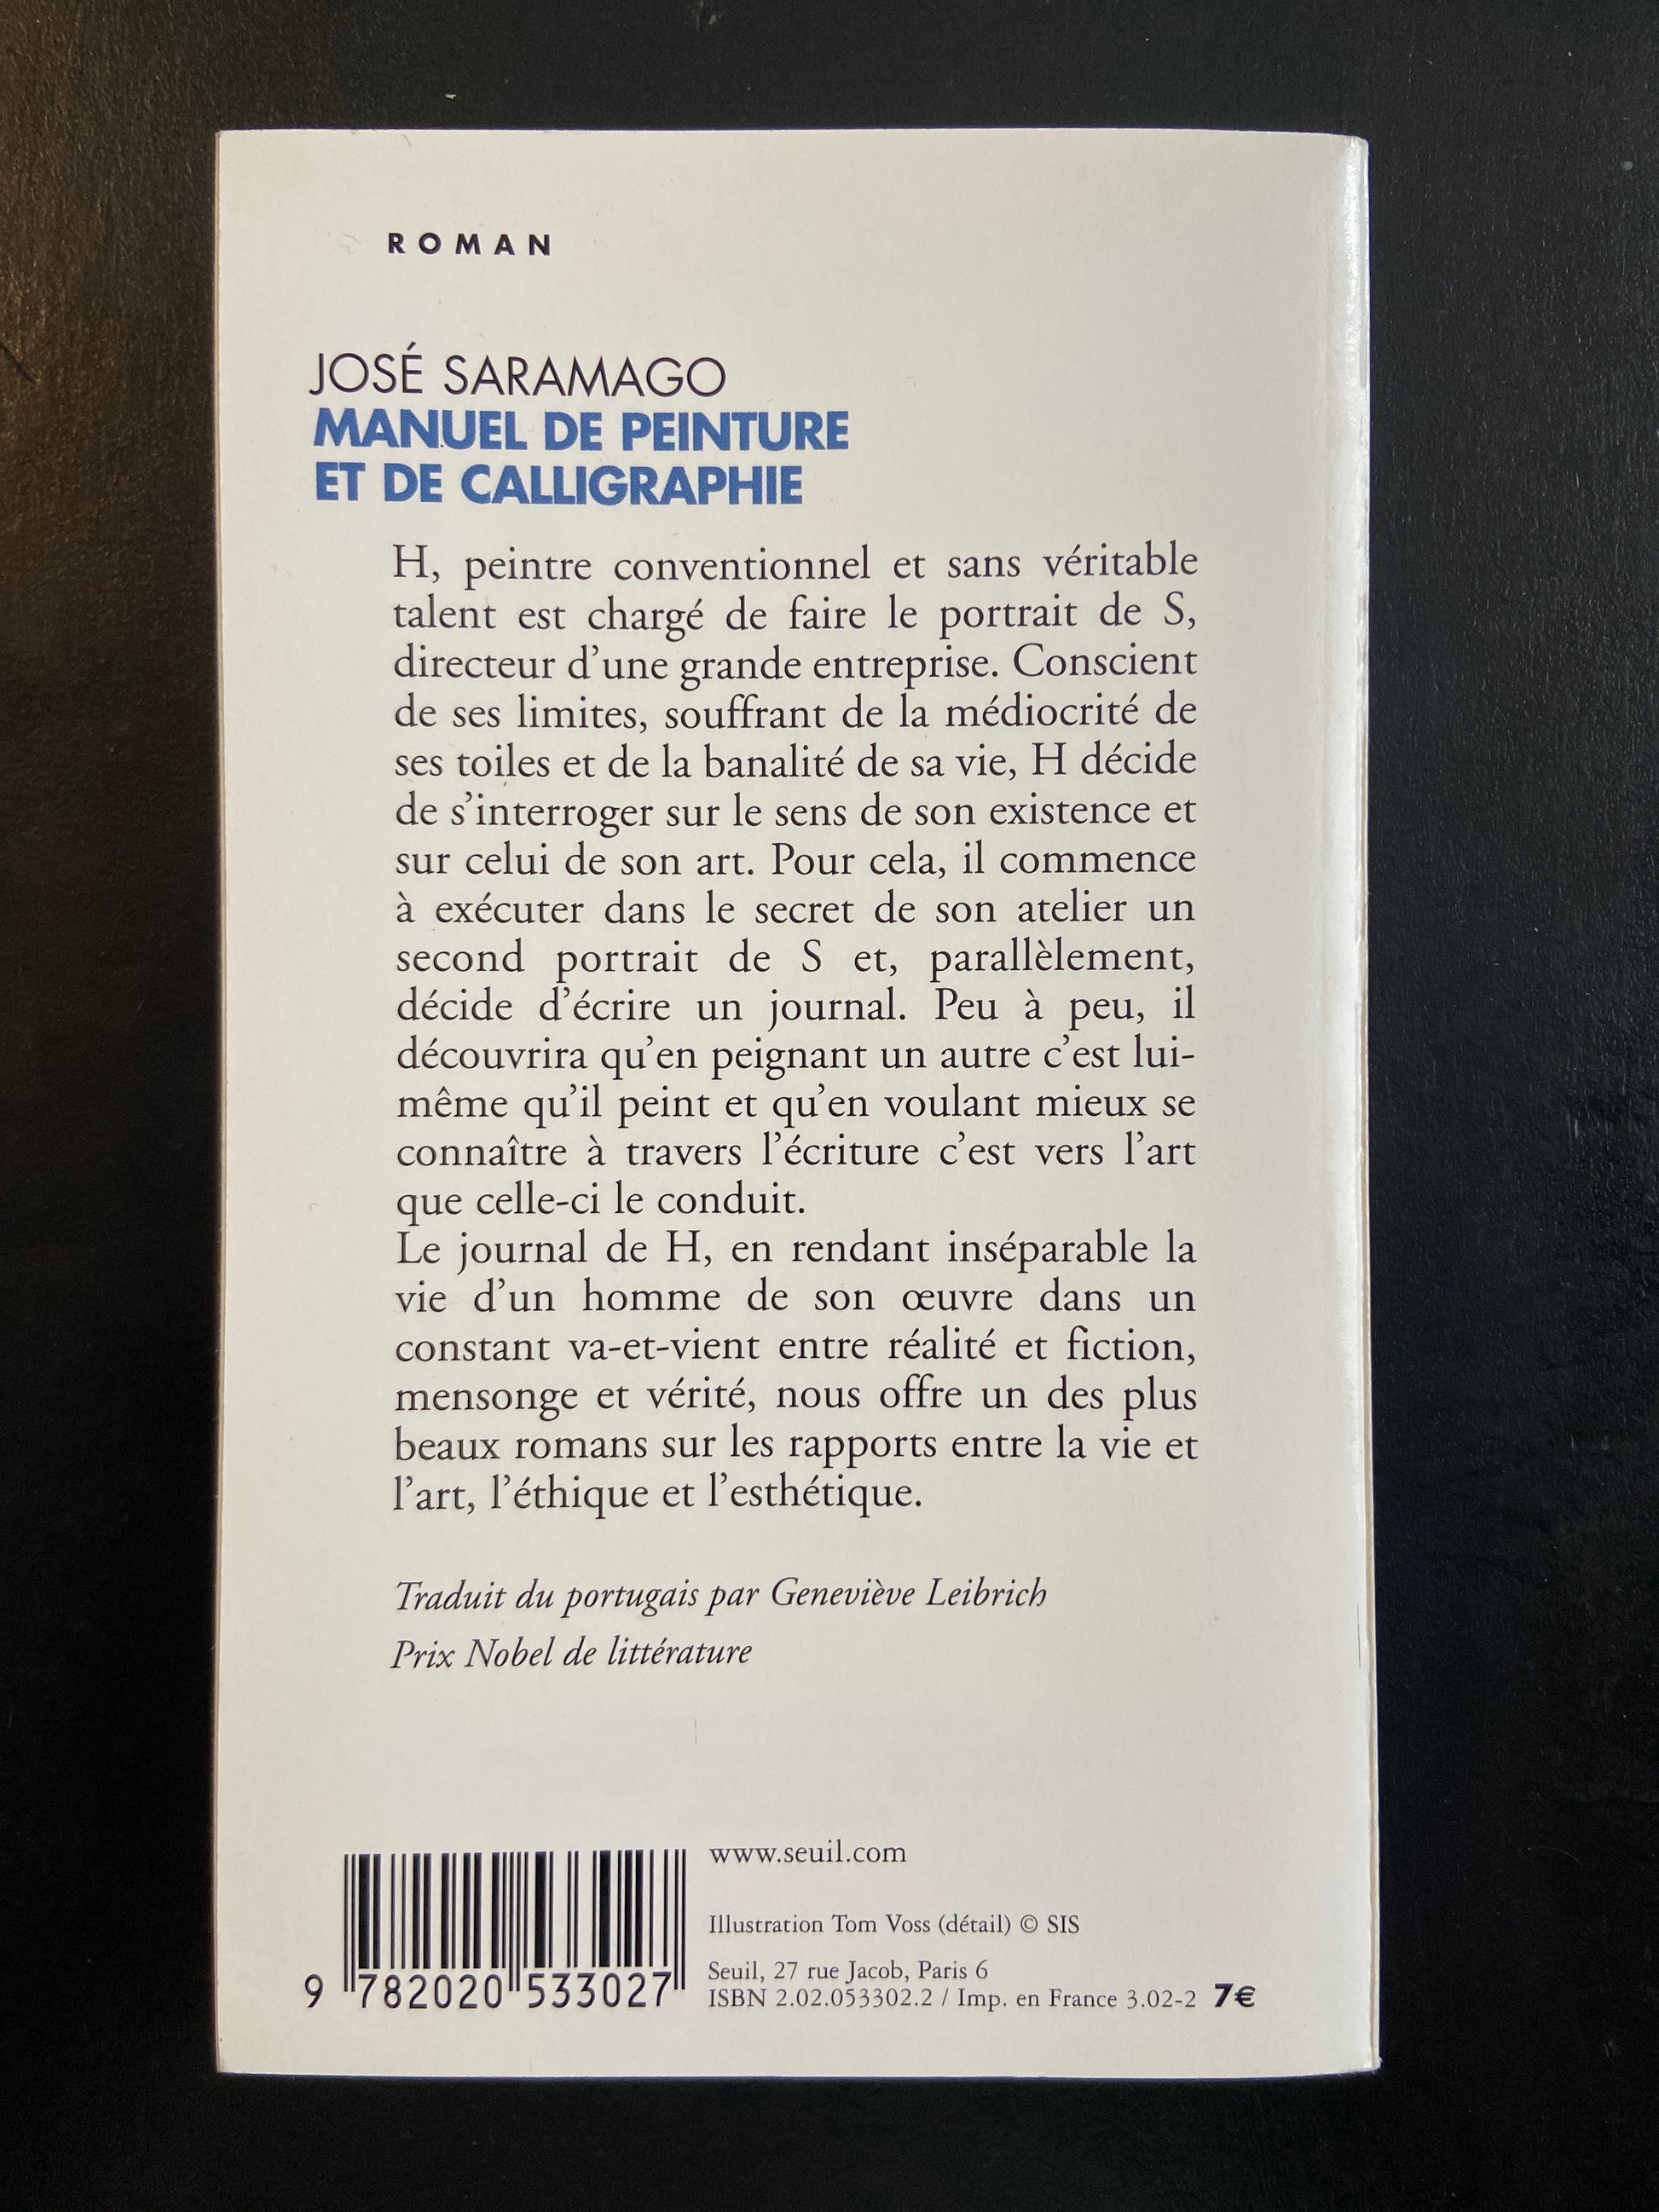 ROMAN
JOSÉ SARAMAGO
MANUEL DE PEINTURE
ET DE CALLIGRAPHIE
H, peintre conventionnel et sans véritable
talent est chargé de faire le portrait de S,
directeur d'une grande entreprise. Conscient
de ses limites, souffrant de la médiocrité de
ses toiles et de la banalité de sa vie, H décide
de s'interroger sur le sens de son existence et
sur celui de son art. Pour cela, il commence
à exécuter dans le secret de son atelier un
second portrait de S et, parallèlement,
décide d'écrire un journal. Peu à peu, il
découvrira qu'en peignant un autre c'est lui-
même qu'il peint et qu'en voulant mieux se
connaître à travers l'écriture c'est vers l'art
que celle-ci le conduit.
Le journal de H, en rendant inséparable la
vie d'un homme de son œuvre dans un
constant va-et-vient entre réalité et fiction,
mensonge et vérité, nous offre un des plus
beaux romans sur les rapports entre la vie et
l'art, l'éthique et l'esthétique.
Traduit du portugais par Geneviève Leibrich
Prix Nobel de littérature
www.seuil.com
Illustration Tom Voss (détail) © SIS
Seuil, 27 rue Jacob, Paris 6
ISBN 2.02.053302.2 / Imp. en France 3.02-2 7€
9 782020 533027